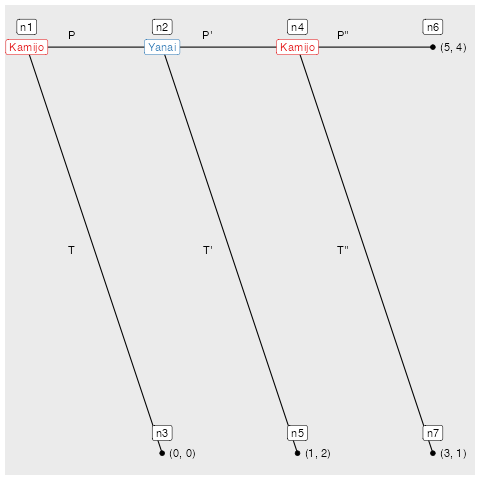 n1 n2 n4 n6
P P' P"
Kamijo Yanai Kamijo (5, 4)
T T' T"
n3 n5 n7
(0, 0) (1, 2) (3, 1)